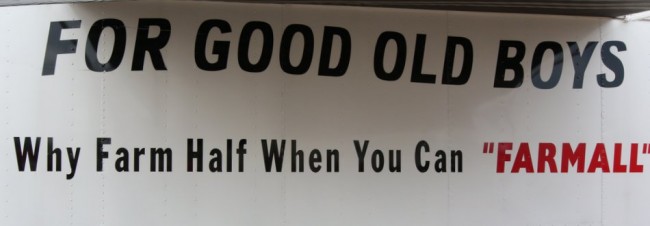 FOR GOOD OLD BOYS
Why Farm Half When You Can "FARMALL"